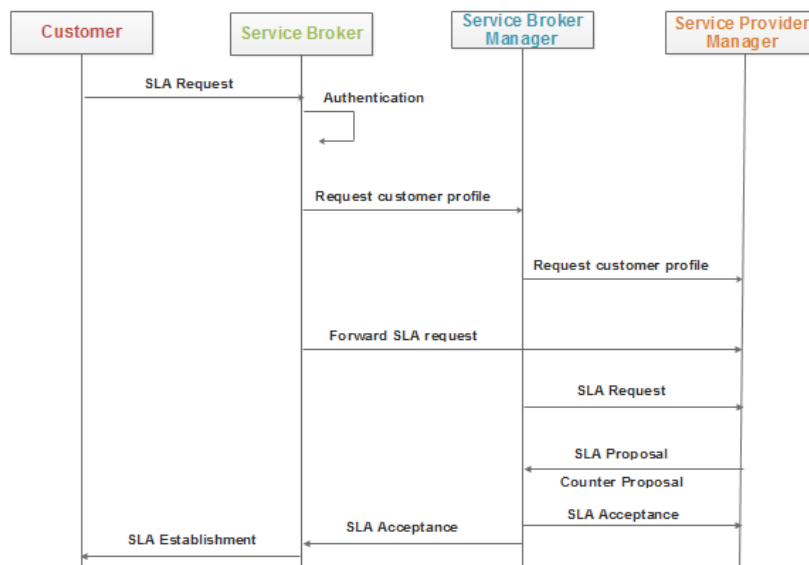 Customer
Service Broker
Service Broker
Manager
Service Provider
Manager
SLA Request
Authentication
Request customer profile
Request customer profile
Forward SLA request
SLA Request
SLA Proposal
Counter Proposal
SLA Acceptance
SLA Acceptance
SLA Establishment